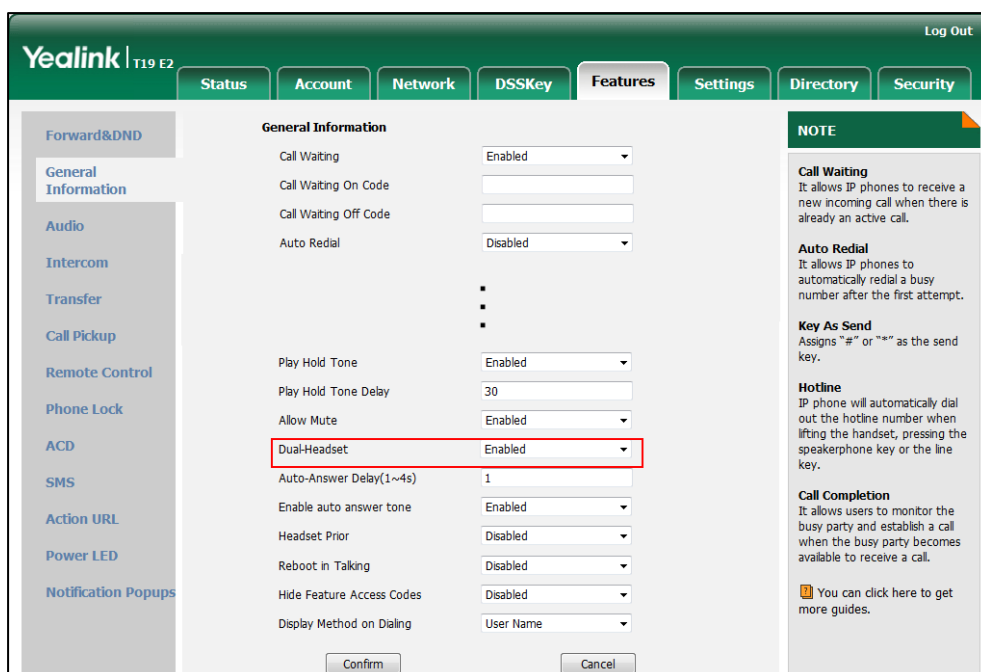 Log Out
Yealink T19 E2
Status Account Network DSSKey Features Settings Directory Security
Forward&DND
General
Information
Audio
Intercom
Transfer
Call Pickup
Remote Control
Phone Lock
ACD
SMS
Action URL
Power LED
Notification Popups
General Information
Call Waiting Enabled
Call Waiting On Code
Call Waiting Off Code
Auto Redial Disabled
Play Hold Tone Enabled
Play Hold Tone Delay 30
Allow Mute Enabled
Dual-Headset Enabled
Auto-Answer Delay(1~4s) 1
Enable auto answer tone Enabled
Headset Prior Disabled
Reboot in Talking Disabled
Hide Feature Access Codes Disabled
Display Method on Dialing User Name
Confirm Cancel
NOTE
Call Waiting
It allows IP phones to receive a
new incoming call when there is
already an active call.
Auto Redial
It allows IP phones to
automatically redial a busy
number after the first attempt.
Key As Send
Assigns "#" or "*" as the send
key.
Hotline
IP phone will automatically dial
out the hotline number when
lifting the handset, pressing the
speakerphone key or the line
key.
Call Completion
It allows users to monitor the
busy party and establish a call
when the busy party becomes
available to receive a call.
You can click here to get
more guides.